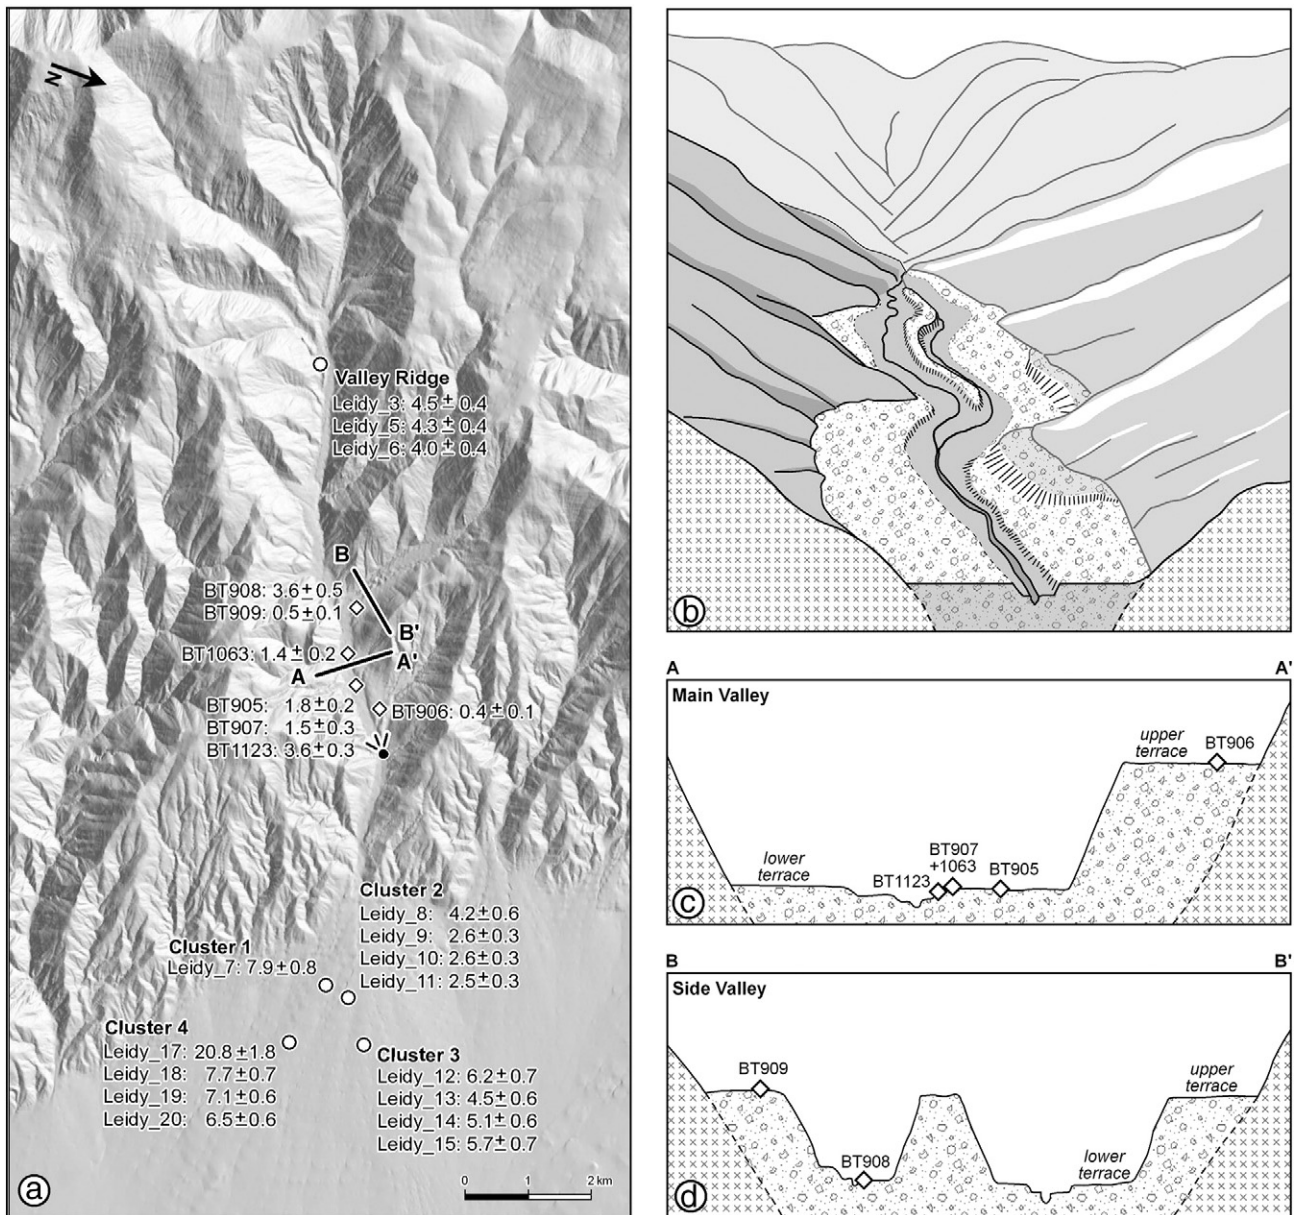 N
Valley Ridge
Leidy_3: 4.5 ± 0.4
Leidy_5: 4.3 ± 0.4
Leidy_6: 4.0 ± 0.4
B
BT908: 3.6 ± 0.5
BT909: 0.5 ± 0.1
B'
BT1063: 1.4 ± 0.2
A'
A
BT905: 1.8 ± 0.2
BT906: 0.4 ± 0.1
BT907: 1.5 ± 0.3
BT1123: 3.6 ± 0.3
Cluster 2
Leidy_8: 4.2 ± 0.6
Leidy_9: 2.6 ± 0.3
Leidy_10: 2.6 ± 0.3
Leidy_11: 2.5 ± 0.3
Cluster 1
Leidy_7: 7.9 ± 0.8
Cluster 4
Leidy_17: 20.8 ± 1.8
Leidy_18: 7.7 ± 0.7
Leidy_19: 7.1 ± 0.6
Leidy_20: 6.5 ± 0.6
Cluster 3
Leidy_12: 6.2 ± 0.7
Leidy_13: 4.5 ± 0.6
Leidy_14: 5.1 ± 0.6
Leidy_15: 5.7 ± 0.7
0 1 2 km
a
b
A A'
Main Valley
upper
terrace
BT906
lower
terrace
BT907
+1063
BT1123
BT905
c
B B'
Side Valley
BT909
upper
terrace
BT908
lower
terrace
d